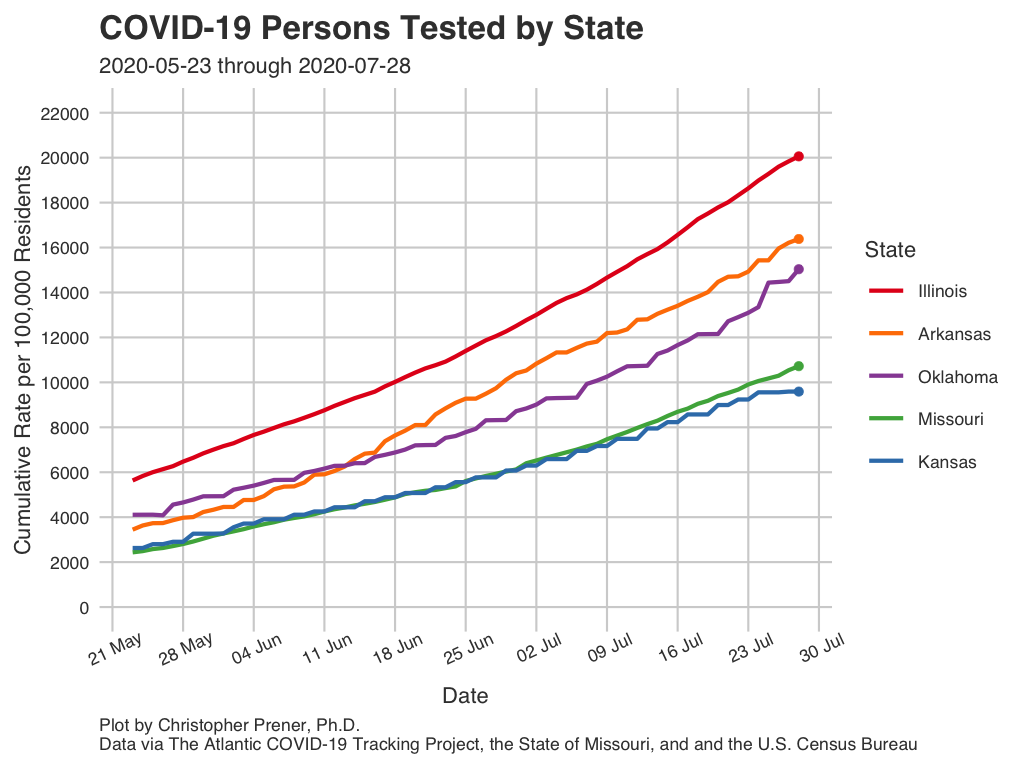 COVID-19 Persons Tested by State
2020-05-23 through 2020-07-28
Cumulative Rate per 100,000 Residents
22000
20000
18000
16000
14000
12000
10000
8000
6000
4000
2000
0
21 May
28 May
04 Jun
11 Jun
18 Jun
25 Jun
02 Jul
09 Jul
16 Jul
23 Jul
30 Jul
Date
State
Illinois
Arkansas
Oklahoma
Missouri
Kansas
Plot by Christopher Prener, Ph.D.
Data via The Atlantic COVID-19 Tracking Project, the State of Missouri, and and the U.S. Census Bureau